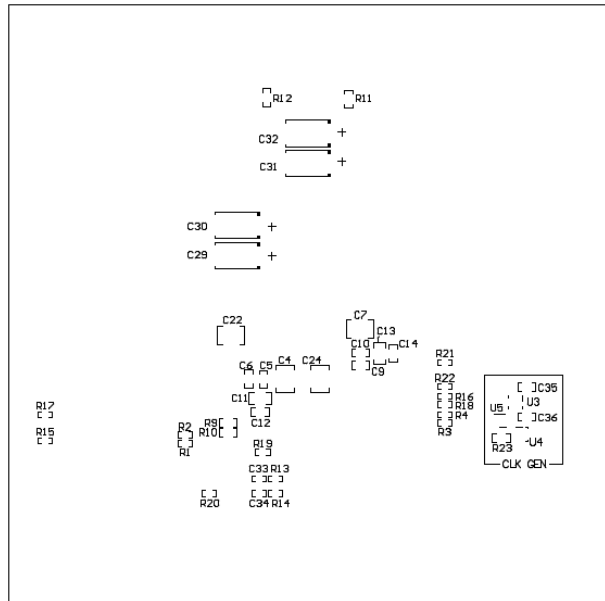 R12
R11
C32
+
C31
+
C30
+
C29
+
C7
C22
C13
C10
C14
C6
C5
C4
C24
C9
R21
R22
C35
C11
R16
U5
U3
R17
R18
C12
R4
C36
R9
R2
R10
R3
R15
U4
R1
R19
R23
CLK GEN
C33
R13
R20
C34
R14